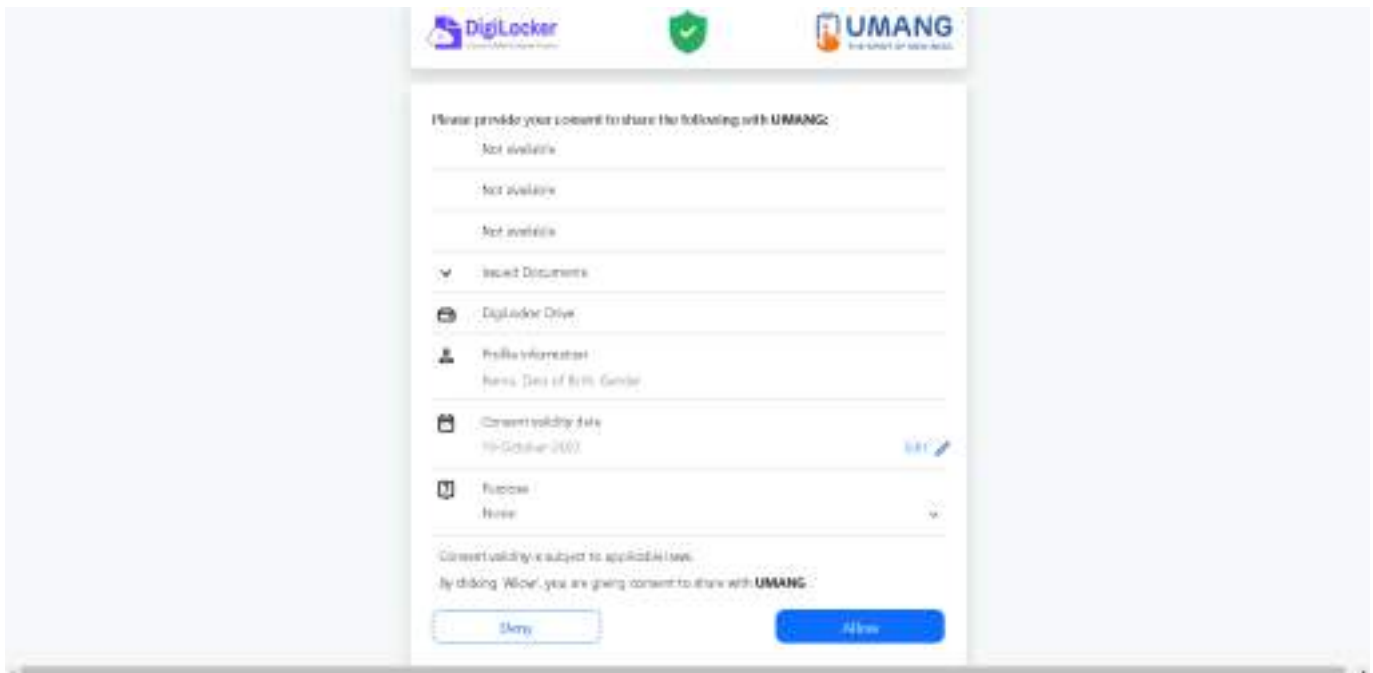 DigiLocker
UMANG
Please provide your consent to share the following with UMANG:
Not available
Not available
Not available
Issued Documents
DigiLocker Drive
Profile information
Name, Date of Birth, Gender
Consent validity date
October
Edit
Purpose
None
Consent validity is subject to applicable laws.
By clicking 'Allow', you are giving consent to share with UMANG
Deny
Allow